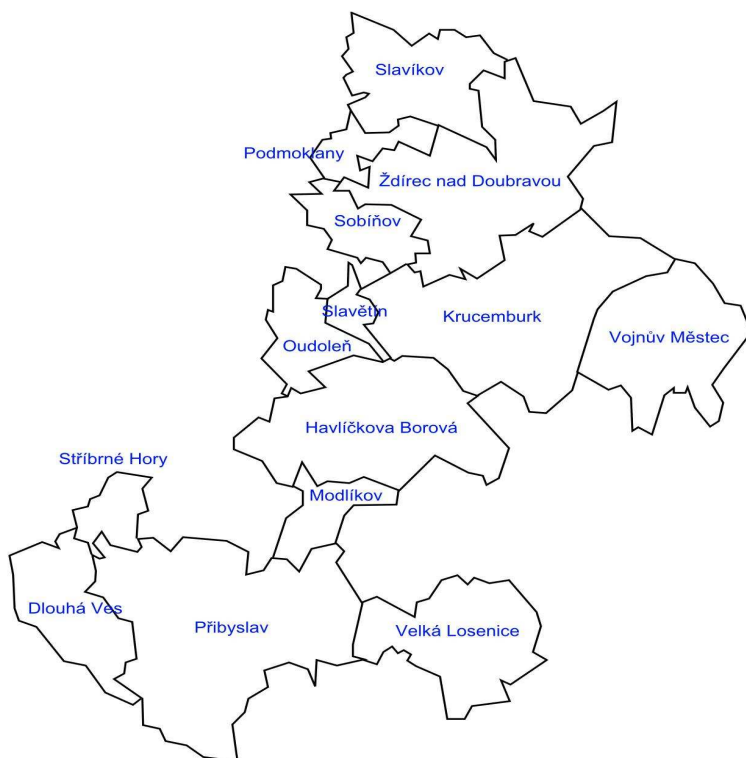 Slavíkov
Podmoklany
Ždírec nad Doubravou
Sobíňov
Slavětín
Krucemburk
Vojnův Městec
Oudoleň
Havlíčkova Borová
Stříbrné Hory
Modlíkov
Dlouhá Ves
Přibyslav
Velká Losenice